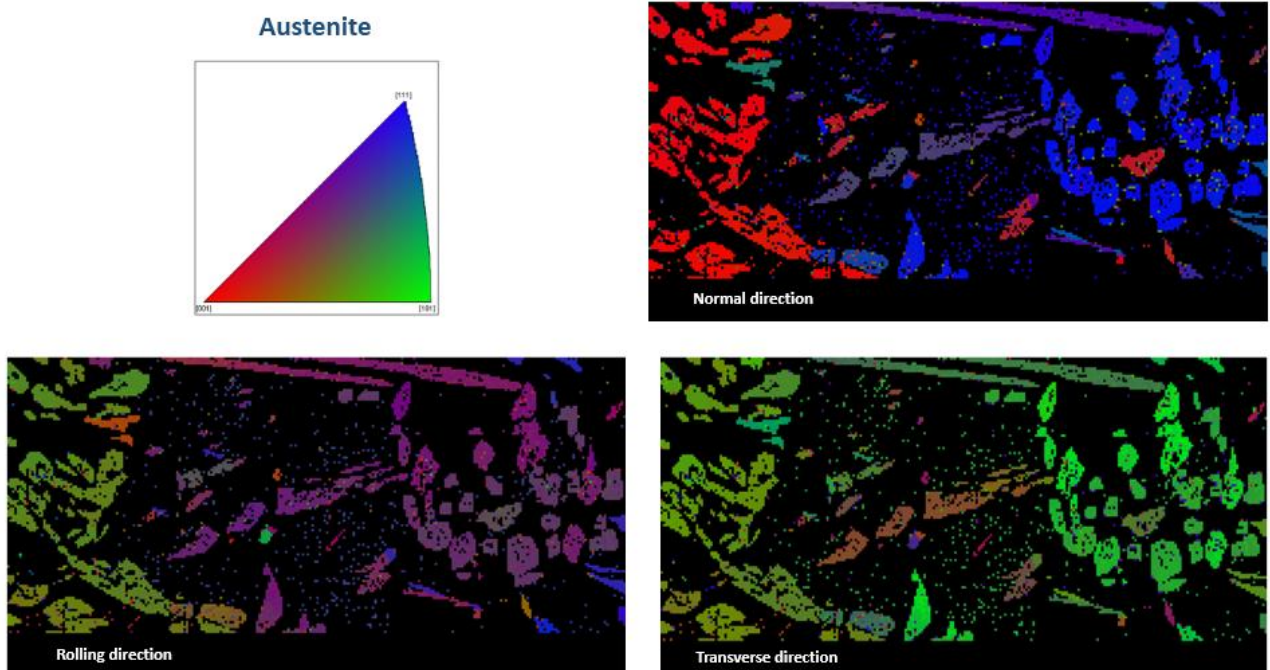 Austenite
[111]
[001]
[101]
Normal direction
Rolling direction
Transverse direction